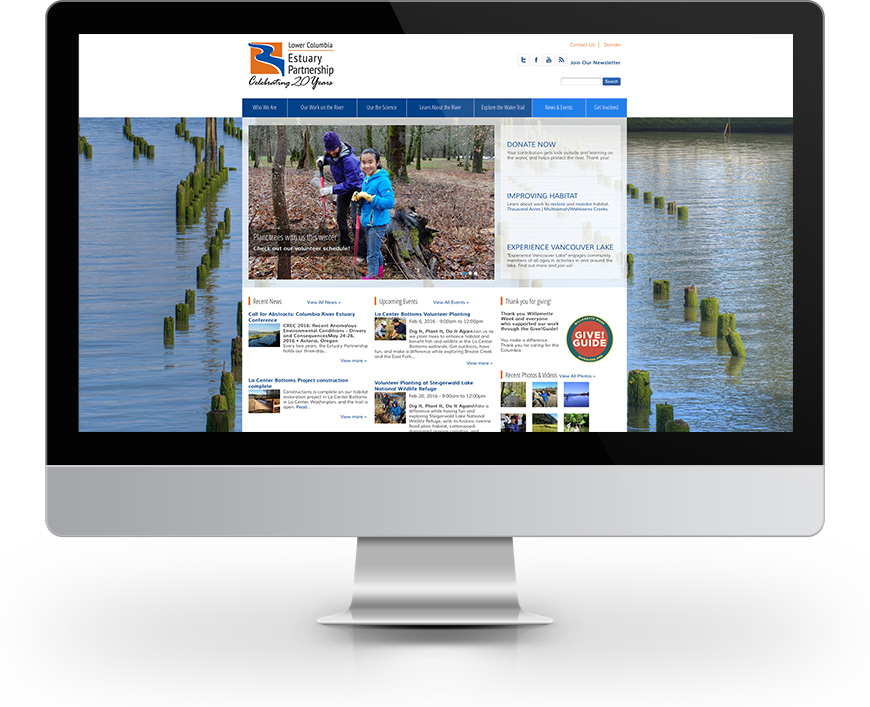 Lower Columbia
Estuary
Partnership
Celebrating 20 Years
Contact Us | Donate
Join Our Newsletter
Search
Who We Are
Our Work on the River
Use the Science
Learn About the River
Explore the Water Trail
News & Events
Get Involved
Plant trees with us this winter
Check out our volunteer schedule!
DONATE NOW
Your contribution gets kids outside and learning on
the water, and helps protect the river. Thank you!
IMPROVING HABITAT
Learn about work to restore and monitor habitat.
Thousand Acres | Multnomah/Wahkeena Creeks
EXPERIENCE VANCOUVER LAKE
"Experience Vancouver Lake" engages community
members of all ages in activities in and around the
lake. Find out more and join us!
Recent News
View All News »
Call for Abstracts: Columbia River Estuary
Conference
CREC 2016: Recent Anomalous
Environmental Conditions - Drivers
and ConsequencesMay 24-26,
2016 • Astoria, Oregon
Every two years, the Estuary Partnership
holds our three-day...
View more »
La Center Bottoms Project construction
complete
Constructions is complete on our habitat
restoration project in La Center Bottoms
in La Center, Washington, and the trail is
open. Read...
View more »
Upcoming Events
View All Events »
La Center Bottoms Volunteer Planting
Feb 6, 2016 - 9:00am to 12:00pm
Dig It, Plant It, Do It Again Join us as
we plant trees to enhance habitat and
benefit fish and wildlife in the La Center
Bottoms wetlands. Get outdoors, have
fun, and make a difference while exploring Breeze Creek
and the East Fork...
View more »
Volunteer Planting at Steigerwald Lake
National Wildlife Refuge
Feb 20, 2016 - 9:00am to 12:00pm
Dig It, Plant It, Do It Again Make a
difference while having fun and
exploring Steigerwald Lake National
Wildlife Refuge, with its historic riverine
flood plain habitat, cottonwood-
Thank you for giving!
Thank you Willamette
Week and everyone
who supported our work
through the Give!Guide!
You make a difference.
Thank you for caring for the
Columbia.
GIVE!
GUIDE
Recent Photos & Videos
View All Photos »